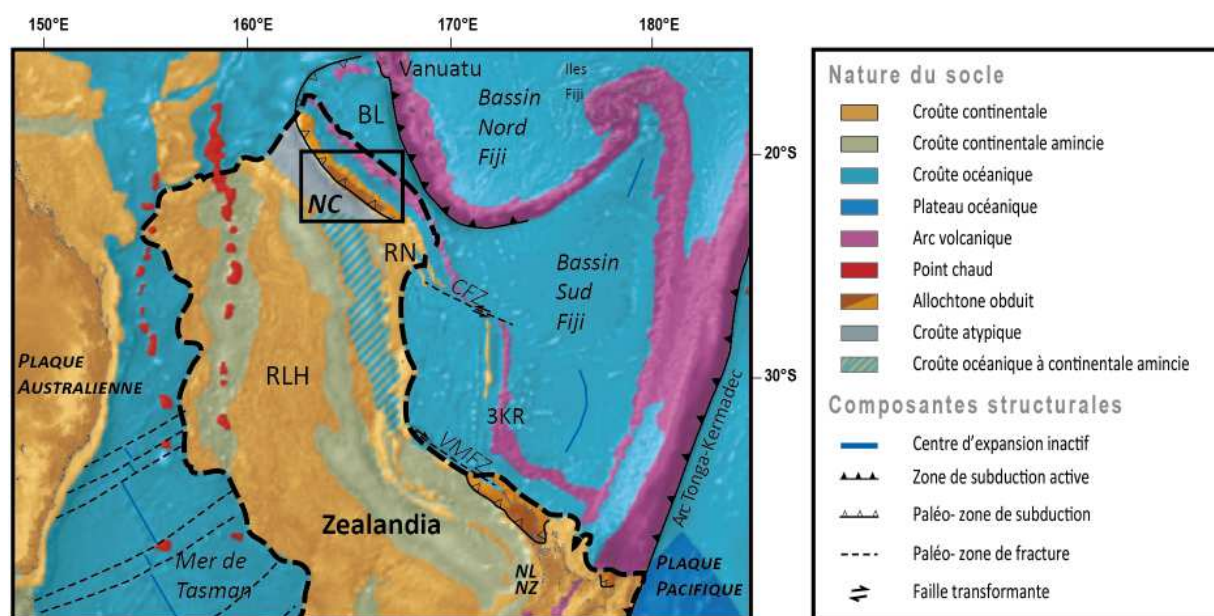 150°E 160°E 170°E 180°E
Vanuatu
Iles
Fiji
BL
Bassin
Nord
Fiji
20°S
NC
RN
CFZ
Bassin
Sud
Fiji
PLAQUE
AUSTRALIENNE
RLH
30°S
3KR
VMFZ
Arc Tonga-Kermadec
Zealandia
Mer de
Tasman
NL
NZ
PLAQUE
PACIFIQUE
Nature du socle
Croûte continentale
Croûte continentale amincie
Croûte océanique
Plateau océanique
Arc volcanique
Point chaud
Allochtone obduit
Croûte atypique
Croûte océanique à continentale amincie
Composantes structurales
Centre d'expansion inactif
Zone de subduction active
Paléo- zone de subduction
Paléo- zone de fracture
Faille transformante